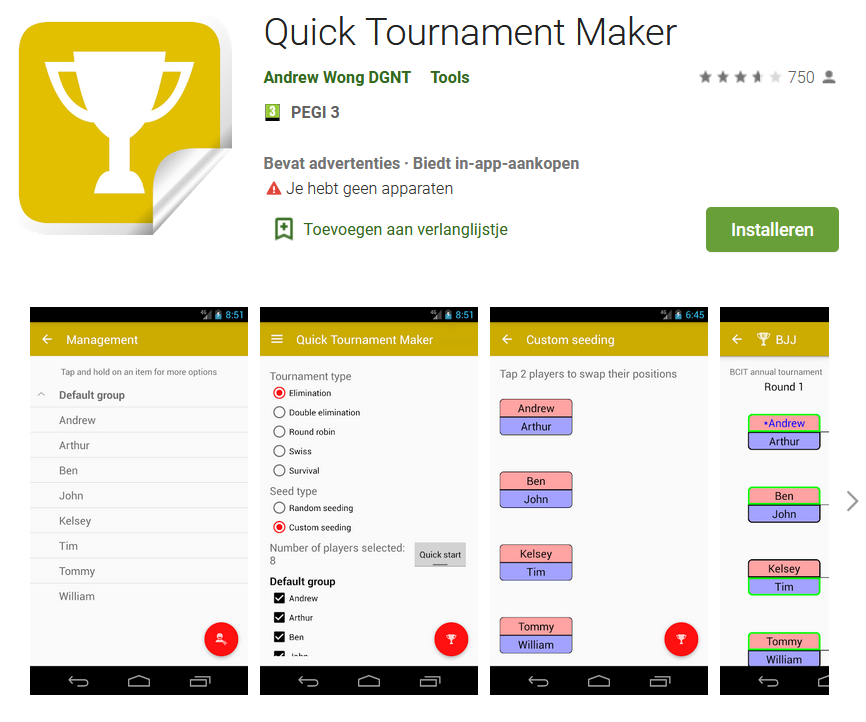 Quick Tournament Maker
Andrew Wong DGNT Tools
750
3 PEGI 3
Bevat advertenties · Biedt in-app-aankopen
Je hebt geen apparaten
Toevoegen aan verlanglijstje
Installeren
4G 8:51
Management
Tap and hold on an item for more options
Default group
Andrew
Arthur
Ben
John
Kelsey
Tim
Tommy
William
4G 8:51
Quick Tournament Maker
Tournament type
Elimination
Double elimination
Round robin
Swiss
Survival
Seed type
Random seeding
Custom seeding
Number of players selected:
8
Quick start
Default group
Andrew
Arthur
Ben
John
4G 6:45
Custom seeding
Tap 2 players to swap their positions
Andrew
Arthur
Ben
John
Kelsey
Tim
Tommy
William
BJJ
BCIT annual tournament
Round 1
*Andrew
Arthur
Ben
John
Kelsey
Tim
Tommy
William